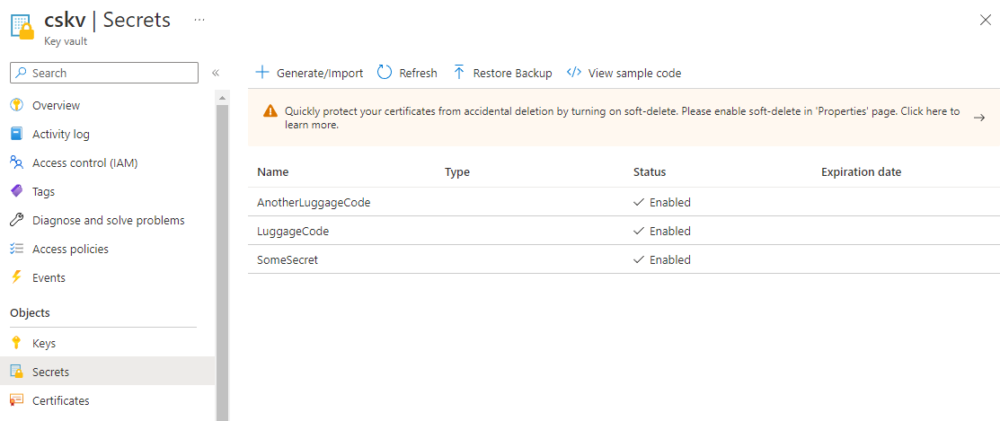 cskv | Secrets ...
Key vault
Search
«
Overview
Activity log
Access control (IAM)
Tags
Diagnose and solve problems
Access policies
Events
Objects
Keys
Secrets
Certificates
Generate/Import Refresh Restore Backup View sample code
Quickly protect your certificates from accidental deletion by turning on soft-delete. Please enable soft-delete in 'Properties' page. Click here to
learn more.
Name Type Status Expiration date
AnotherLuggageCode Enabled
LuggageCode Enabled
SomeSecret Enabled